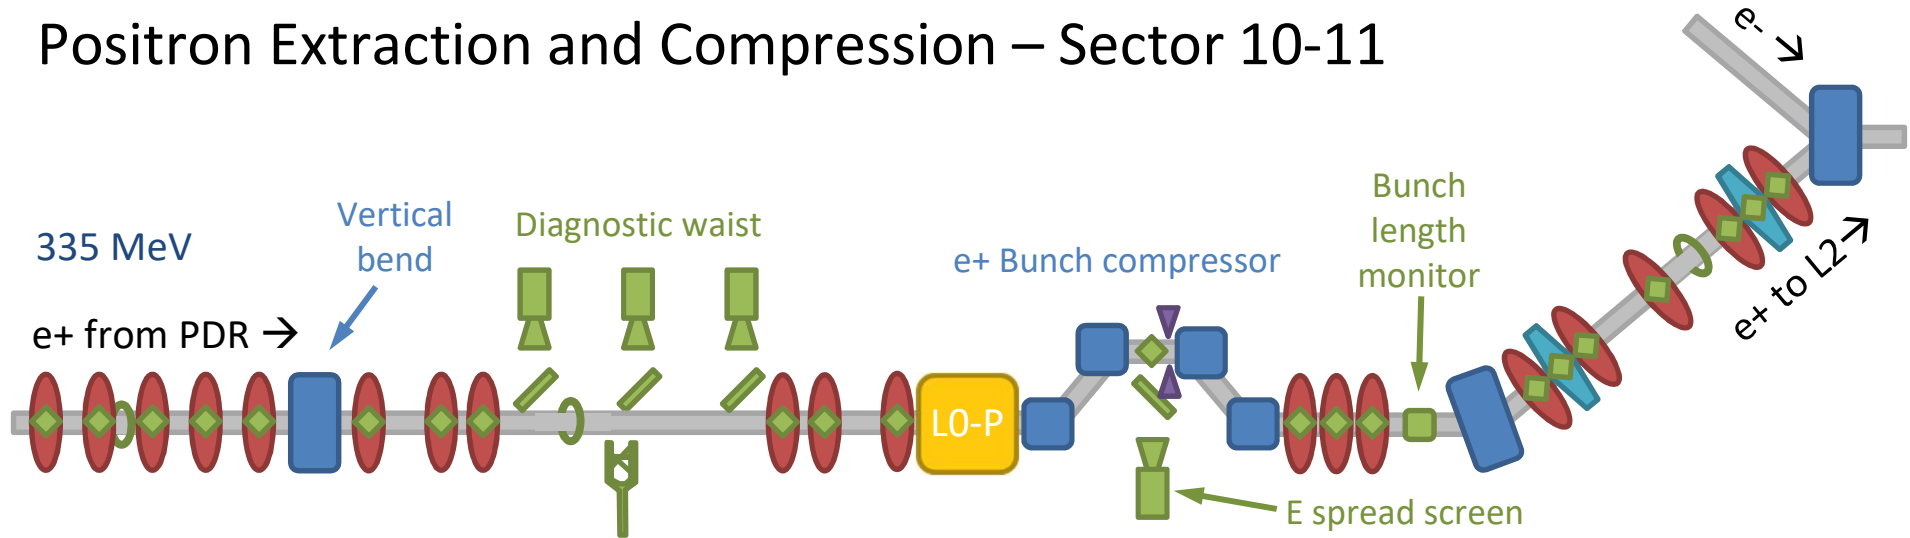 Positron Extraction and Compression – Sector 10-11
e- →
335 MeV
Vertical
bend
Diagnostic waist
e+ Bunch compressor
Bunch
length
monitor
e+ to L2→
e+ from PDR →
L0-P
E spread screen